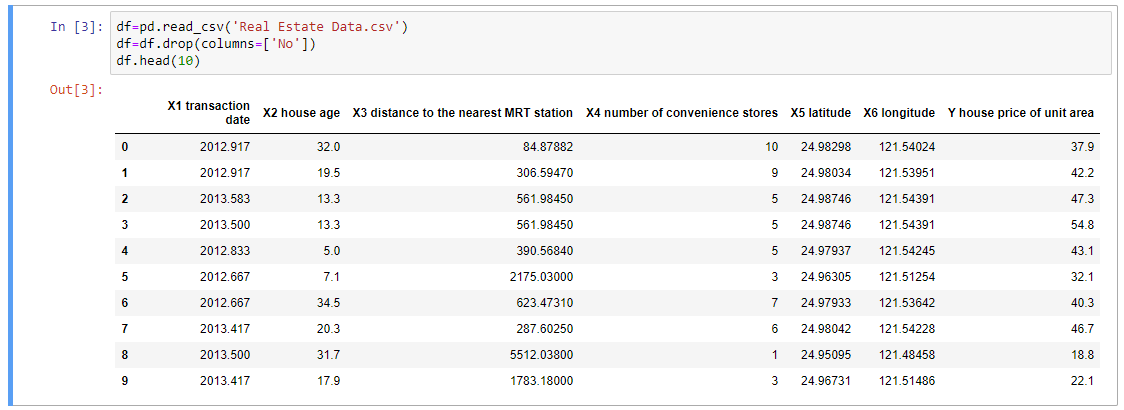 In [3]: df=pd.read_csv('Real Estate Data.csv')
df=df.drop(columns=['No'])
df.head(10)
Out[3]:
X1 transaction date X2 house age X3 distance to the nearest MRT station X4 number of convenience stores X5 latitude X6 longitude Y house price of unit area
0 2012.917 32.0 84.87882 10 24.98298 121.54024 37.9
1 2012.917 19.5 306.59470 9 24.98034 121.53951 42.2
2 2013.583 13.3 561.98450 5 24.98746 121.54391 47.3
3 2013.500 13.3 561.98450 5 24.98746 121.54391 54.8
4 2012.833 5.0 390.56840 5 24.97937 121.54245 43.1
5 2012.667 7.1 2175.03000 3 24.96305 121.51254 32.1
6 2012.667 34.5 623.47310 7 24.97933 121.53642 40.3
7 2013.417 20.3 287.60250 6 24.98042 121.54228 46.7
8 2013.500 31.7 5512.03800 1 24.95095 121.48458 18.8
9 2013.417 17.9 1783.18000 3 24.96731 121.51486 22.1